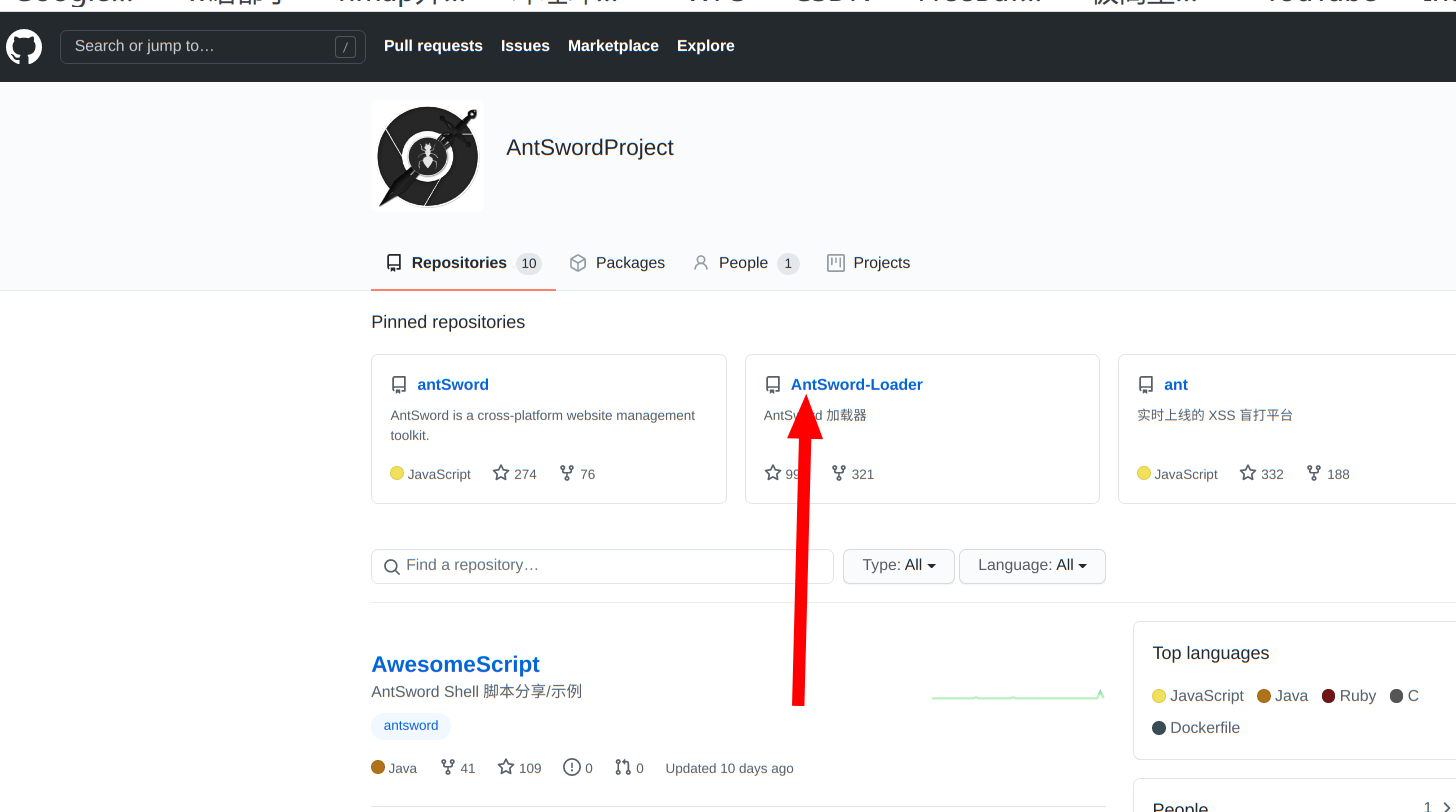 Search or jump to… /
Pull requests Issues Marketplace Explore
AntSwordProject
Repositories 10 Packages People 1 Projects
Pinned repositories
antSword
AntSword is a cross-platform website management
toolkit.
JavaScript 274 76
AntSword-Loader
加载器
321
ant
实时上线的 XSS 盲打平台
JavaScript 332 188
Find a repository…
Type: All
Language: All
AwesomeScript
AntSword Shell 脚本分享/示例
antsword
Java 41 109 0 0 Updated 10 days ago
Top languages
JavaScript Java Ruby C
Dockerfile
People 1